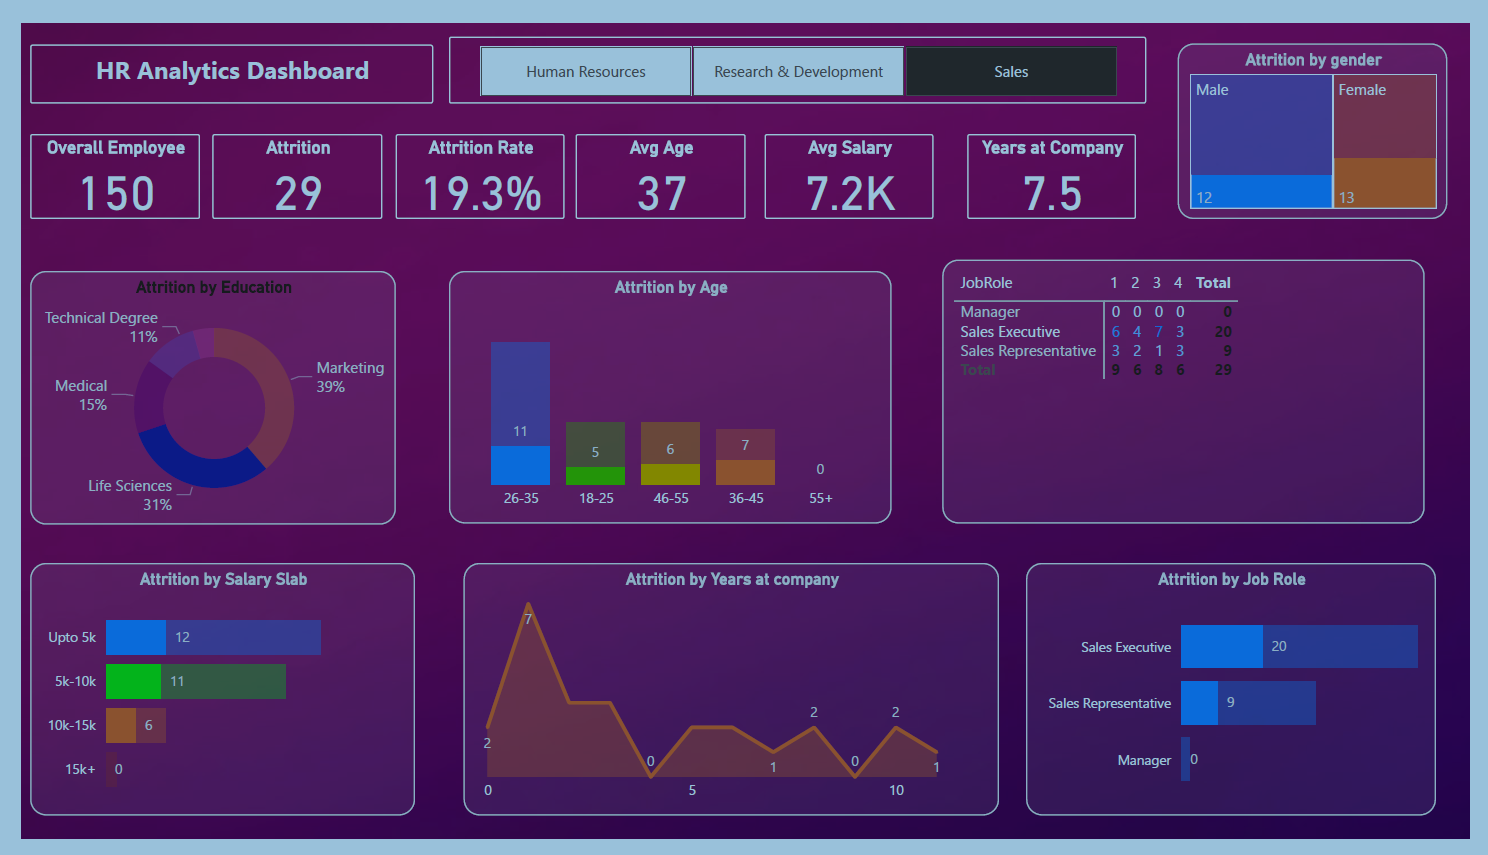 HR Analytics Dashboard
Human Resources
Research & Development
Sales
Attrition by gender
Male
Female
12
13
Overall Employee
150
Attrition
29
Attrition Rate
19.3%
Avg Age
37
Avg Salary
7.2K
Years at Company
7.5
Attrition by Education
Technical Degree
11%
Marketing
39%
Medical
15%
Life Sciences
31%
Attrition by Age
11
5
6
7
0
26-35
18-25
46-55
36-45
55+
JobRole 1 2 3 4 Total
Manager 0 0 0 0 0
Sales Executive 6 4 7 3 20
Sales Representative 3 2 1 3 9
Total 9 6 8 6 29
Attrition by Salary Slab
Upto 5k 12
5k-10k 11
10k-15k 6
15k+ 0
Attrition by Years at company
7
2
0
1
2
0
2
1
0 5 10
Attrition by Job Role
Sales Executive 20
Sales Representative 9
Manager 0